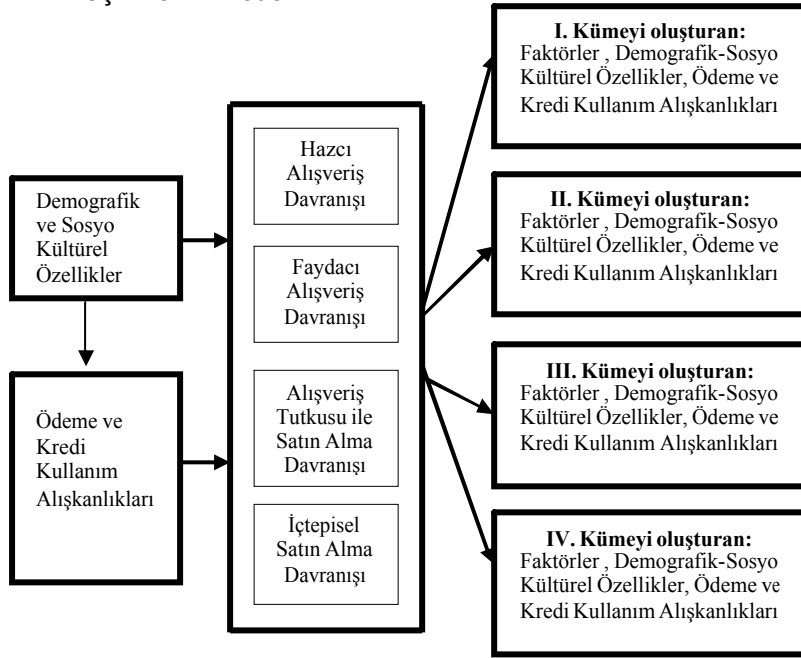 Demografik
ve Sosyo
Kültürel
Özellikler
Ödeme ve
Kredi
Kullanım
Alışkanlıkları
Hazcı
Alışveriş
Davranışı
Faydacı
Alışveriş
Davranışı
Alışveriş
Tutkusu ile
Satın Alma
Davranışı
İçtepisel
Satın Alma
Davranışı
I. Kümeyi oluşturan:
Faktörler , Demografik-Sosyo
Kültürel Özellikler, Ödeme ve
Kredi Kullanım Alışkanlıkları
II. Kümeyi oluşturan:
Faktörler , Demografik-Sosyo
Kültürel Özellikler, Ödeme ve
Kredi Kullanım Alışkanlıkları
III. Kümeyi oluşturan:
Faktörler , Demografik-Sosyo
Kültürel Özellikler, Ödeme ve
Kredi Kullanım Alışkanlıkları
IV. Kümeyi oluşturan:
Faktörler , Demografik-Sosyo
Kültürel Özellikler, Ödeme ve
Kredi Kullanım Alışkanlıkları